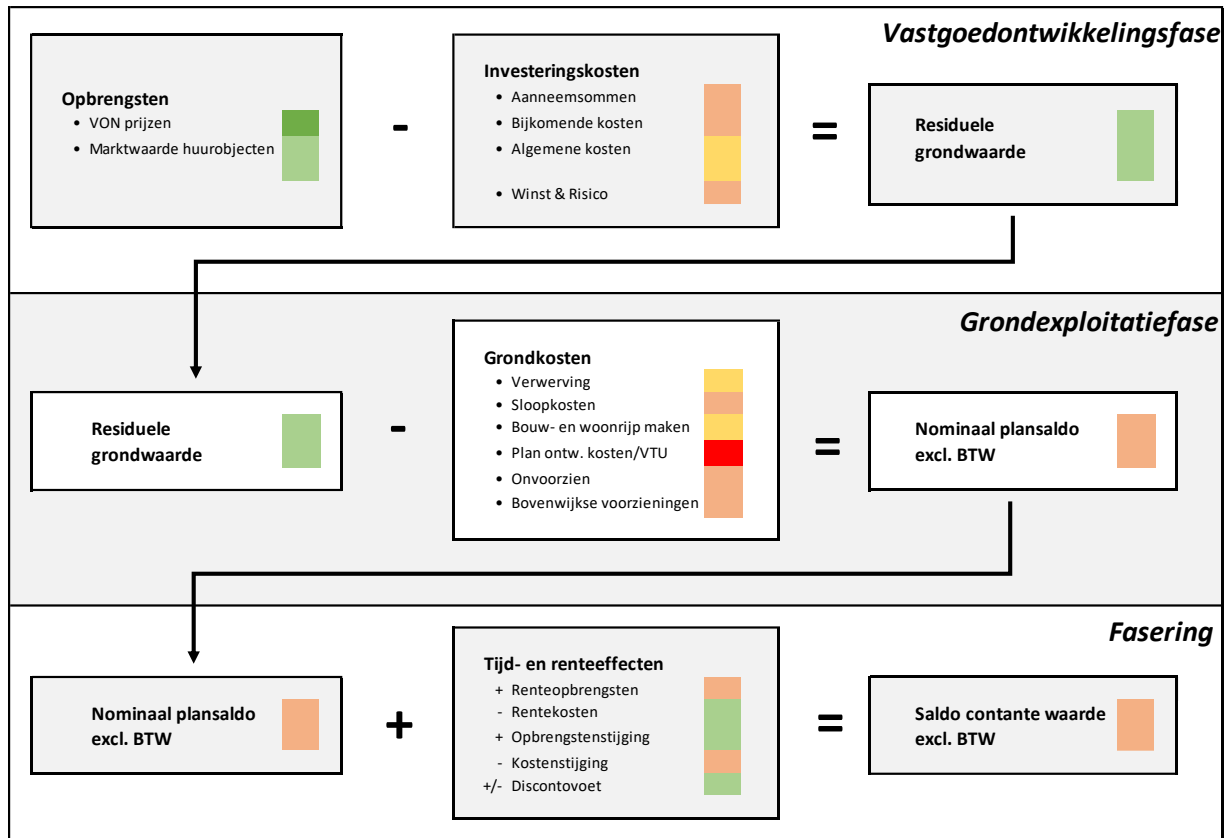 Vastgoedontwikkelingsfase
Opbrengsten
• VON prijzen
• Marktwaarde huurobjecten
-
Investeringskosten
• Aanneemsommen
• Bijkomende kosten
• Algemene kosten
• Winst & Risico
=
Residuele
grondwaarde
Grondexploitatiefase
Residuele
grondwaarde
-
Grondkosten
• Verwerving
• Sloopkosten
• Bouw- en woonrijp maken
• Plan ontw. kosten/VTU
• Onvoorzien
• Bovenwijkse voorzieningen
=
Nominaal plansaldo
excl. BTW
Fasering
Nominaal plansaldo
excl. BTW
+
Tijd- en renteeffecten
+ Renteopbrengsten
- Rentekosten
+ Opbrengstenstijging
- Kostenstijging
+/- Discontovoet
=
Saldo contante waarde
excl. BTW